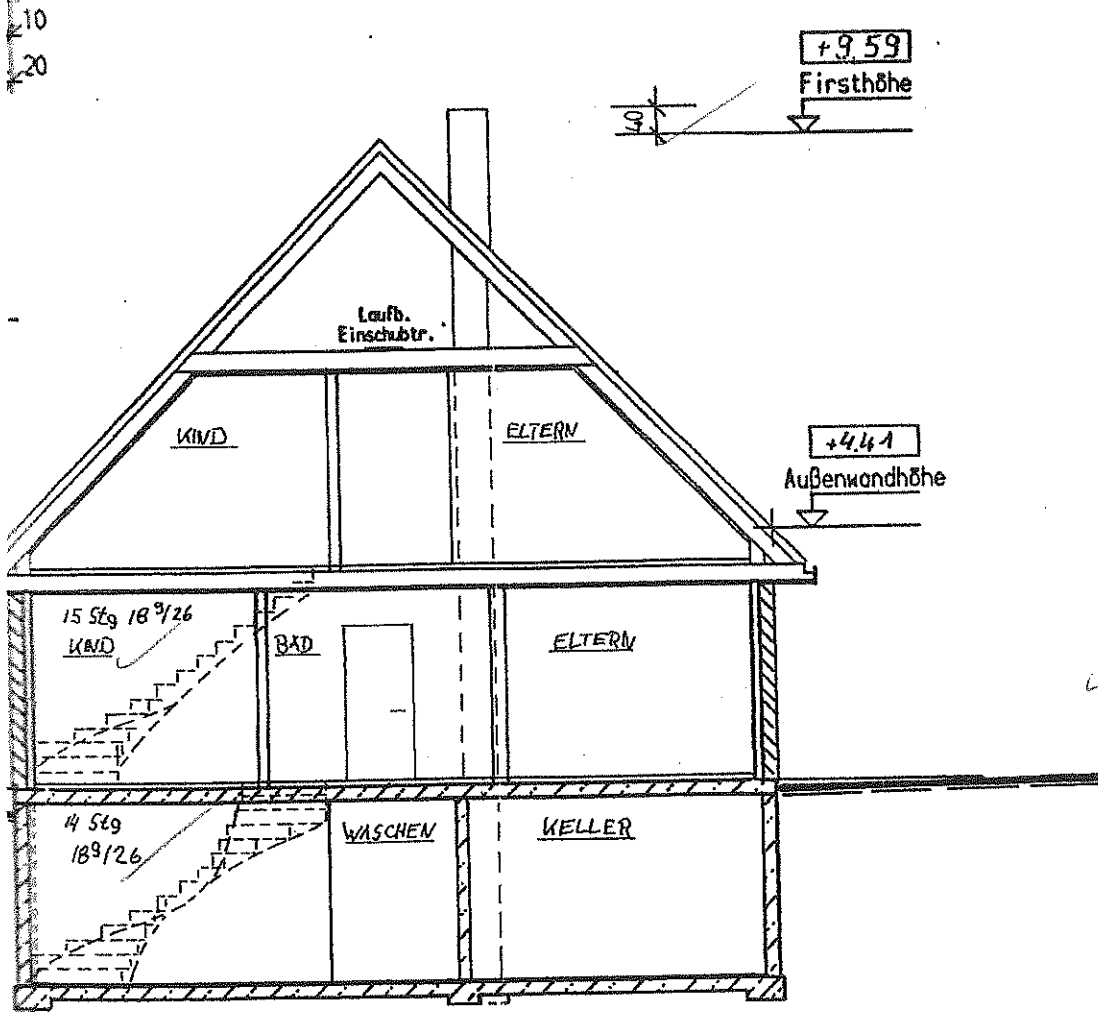 10
20
+9,59
Firsthöhe
40
Laufb.
Einschubtr.
KIND
ELTERN
+4.41
Außenwandhöhe
15 Stg 18⁹/26
KIND
BAD
ELTERN
14 Stg
18⁹/26
WASCHEN
KELLER